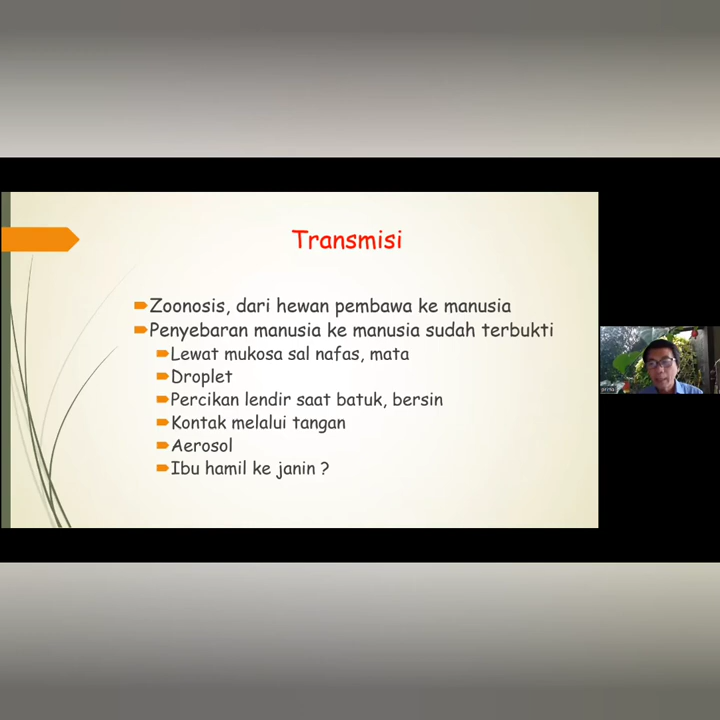 Transmisi
Zoonosis, dari hewan pembawa ke manusia
Penyebaran manusia ke manusia sudah terbukti
Lewat mukosa sal nafas, mata
Droplet
Percikan lendir saat batuk, bersin
Kontak melalui tangan
Aerosol
Ibu hamil ke janin ?